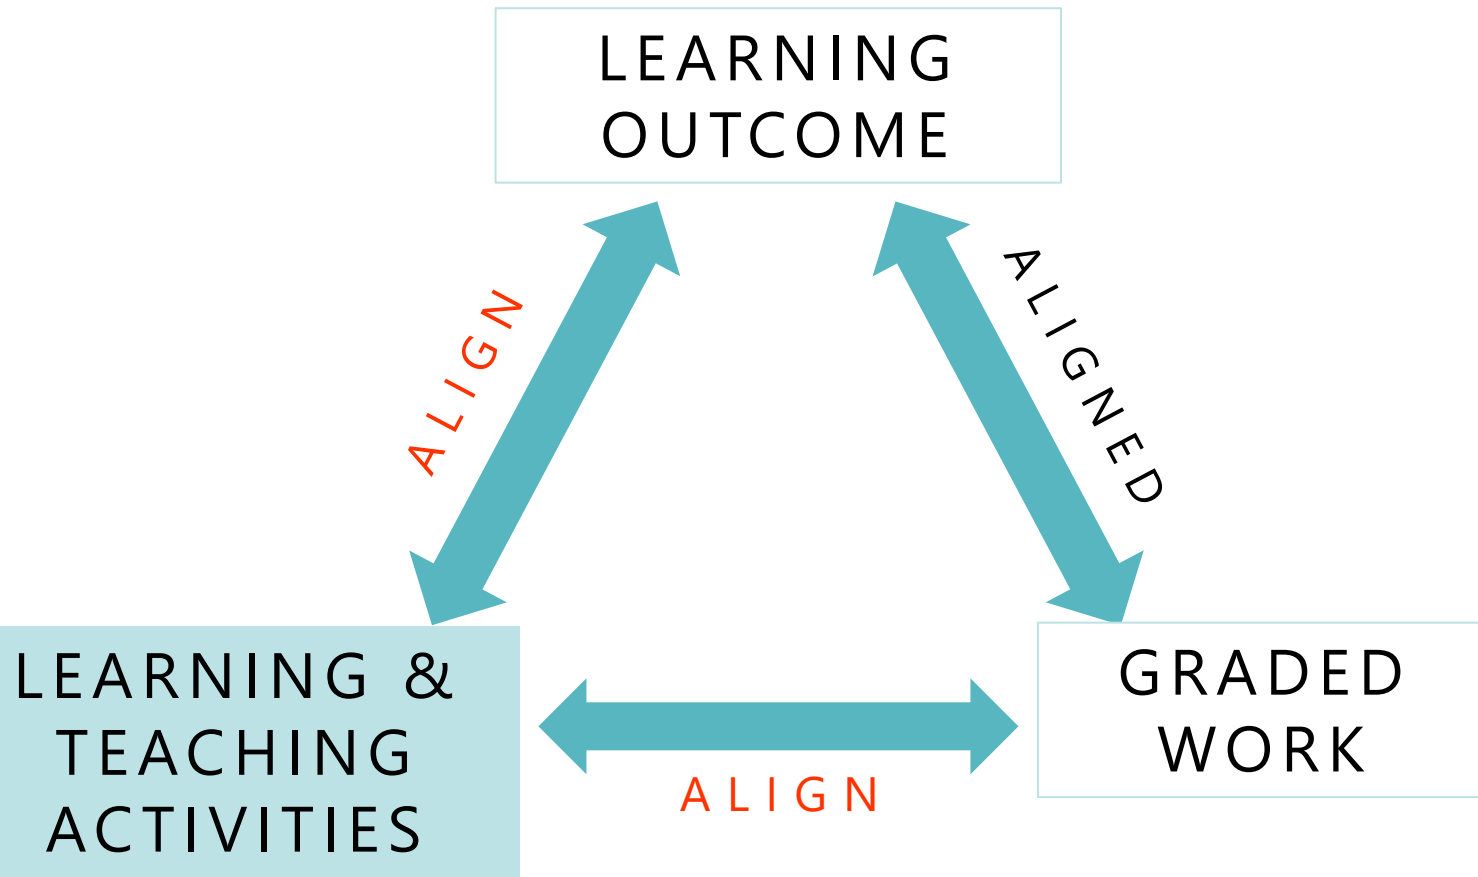 LEARNING
OUTCOME
ALIGN
ALIGNED
LEARNING &
TEACHING
ACTIVITIES
ALIGN
GRADED
WORK